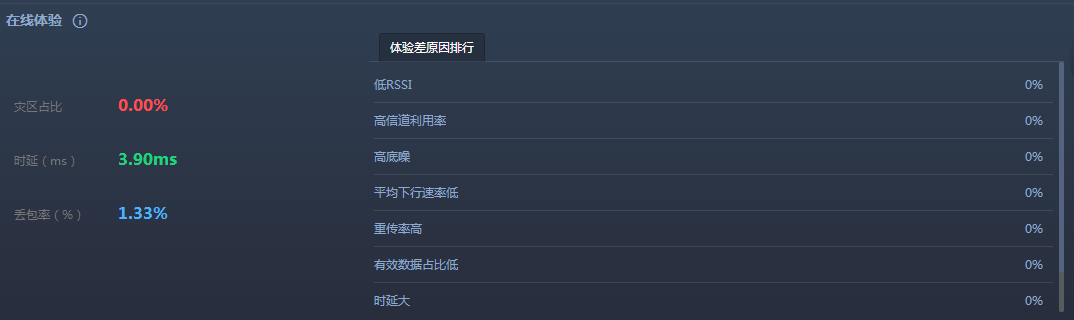 在线体验
体验差原因排行
灾区占比 0.00%
时延（ms） 3.90ms
丢包率（%） 1.33%
低RSSI 0%
高信道利用率 0%
高底噪 0%
平均下行速率低 0%
重传率高 0%
有效数据占比低 0%
时延大 0%